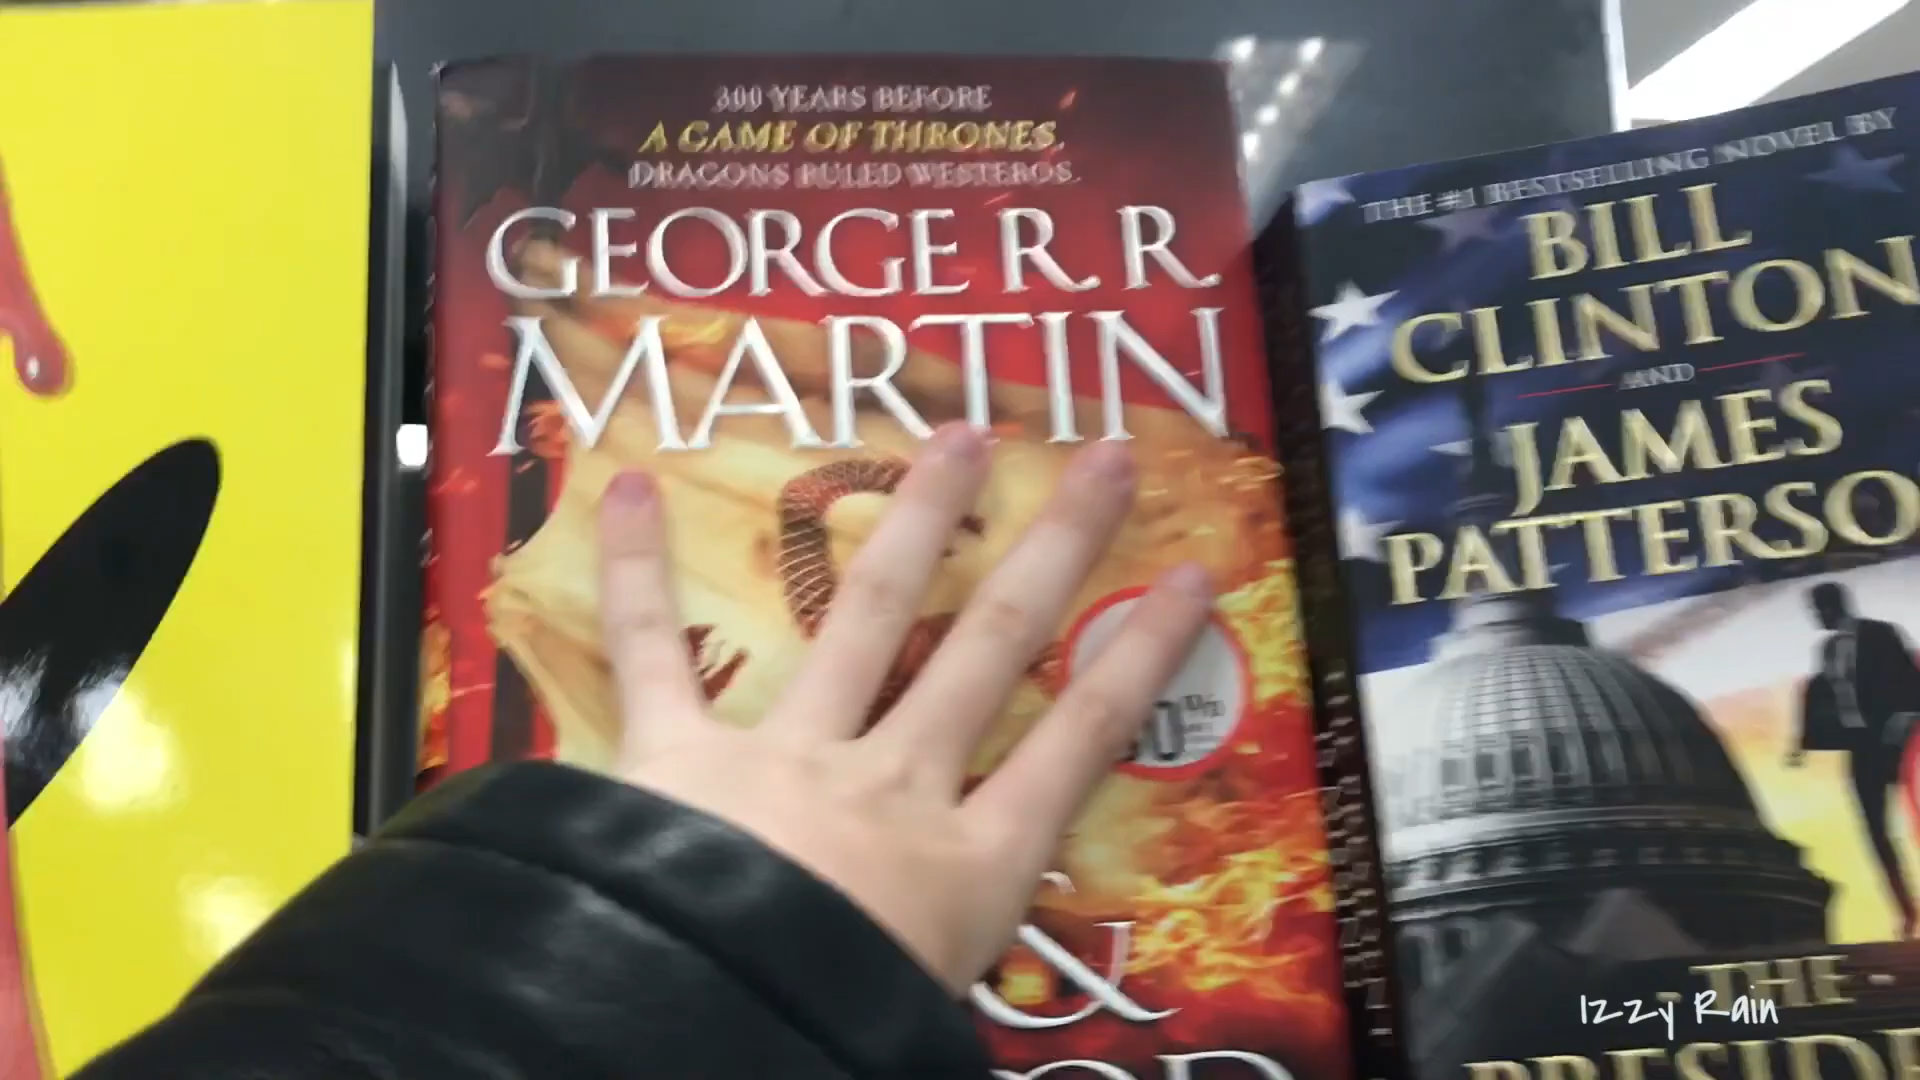 300 YEARS BEFORE
A GAME OF THRONES,
DRAGONS RULED WESTEROS.
GEORGE R. R.
MARTIN
&
THE #1 BESTSELLING NOVEL BY
BILL
CLINTON
AND
JAMES
PATTERSO
THE
Izzy Rain